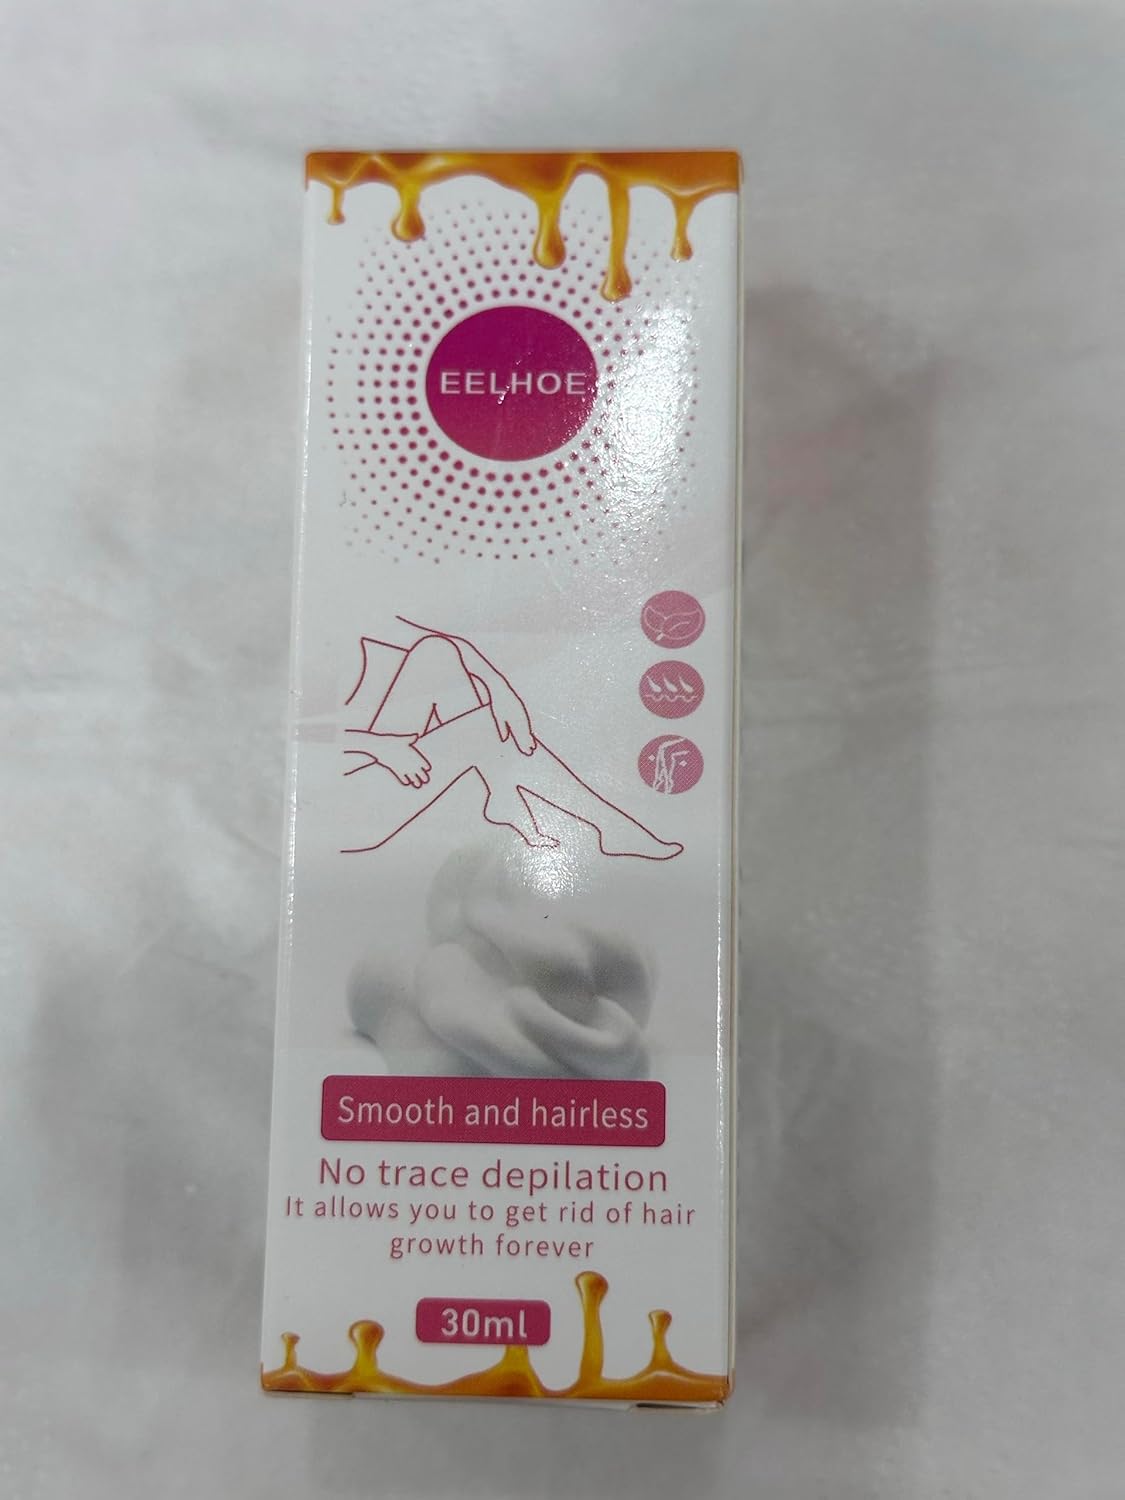 EELHOE
Smooth and hairless
No trace depilation
It allows you to get rid of hair
growth forever
30ml